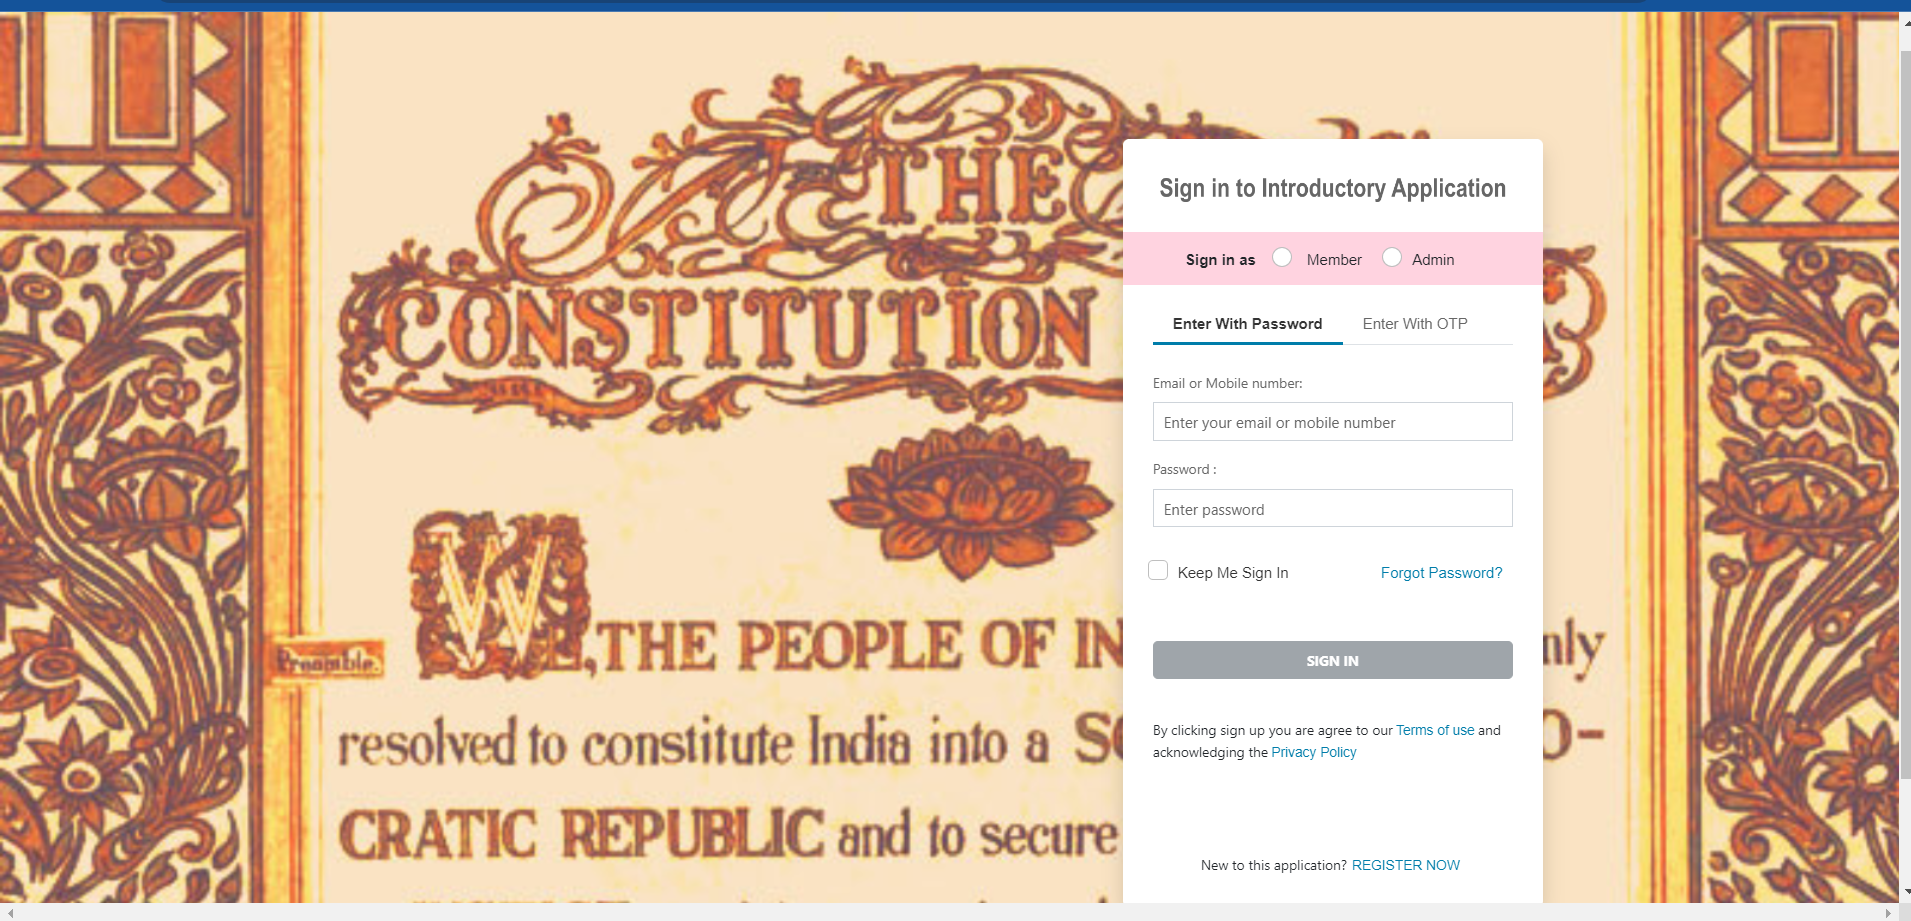 THE
CONSTITUTION
Preamble.
WE, THE PEOPLE OF IN
nly
resolved to constitute India into a
O-
CRATIC REPUBLIC and to secure
Sign in to Introductory Application
Sign in as Member Admin
Enter With Password Enter With OTP
Email or Mobile number:
Enter your email or mobile number
Password :
Enter password
Keep Me Sign In Forgot Password?
SIGN IN
By clicking sign up you are agree to our Terms of use and
acknowledging the Privacy Policy
New to this application? REGISTER NOW